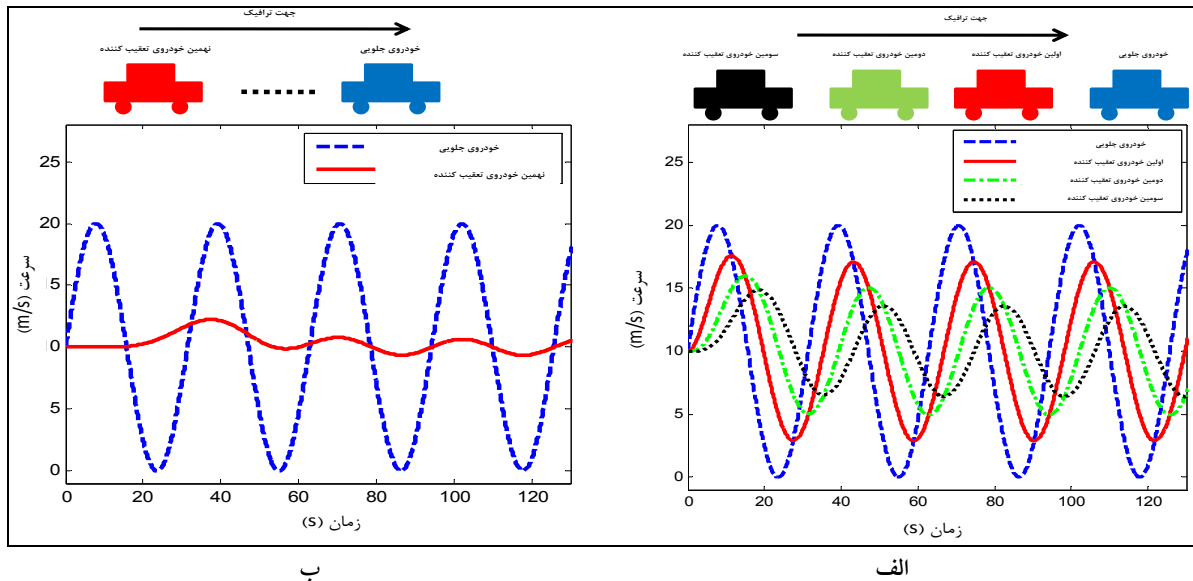 جهت ترافیک
سومین خودروی تعقیب کننده
دومین خودروی تعقیب کننده
اولین خودروی تعقیب کننده
خودروی جلویی
خودروی جلویی
اولین خودروی تعقیب کننده
دومین خودروی تعقیب کننده
سومین خودروی تعقیب کننده
25
20
15
10
5
0
سرعت (m/s)
0 20 40 60 80 100 120
زمان (s)
الف
جهت ترافیک
نهمین خودروی تعقیب کننده
خودروی جلویی
خودروی جلویی
نهمین خودروی تعقیب کننده
25
20
5
0
5
0
سرعت (m/s)
0 20 40 60 80 100 120
زمان (s)
ب